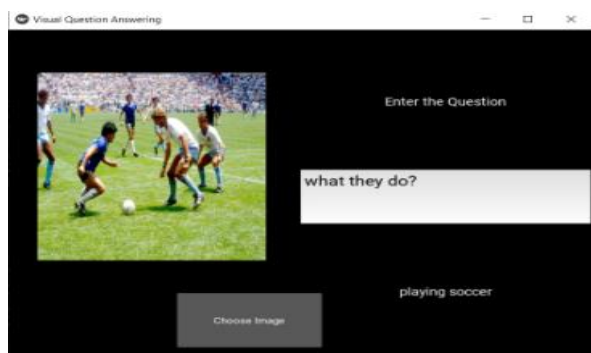 Visual Question Answering
Enter the Question
what they do?
playing soccer
Choose Image